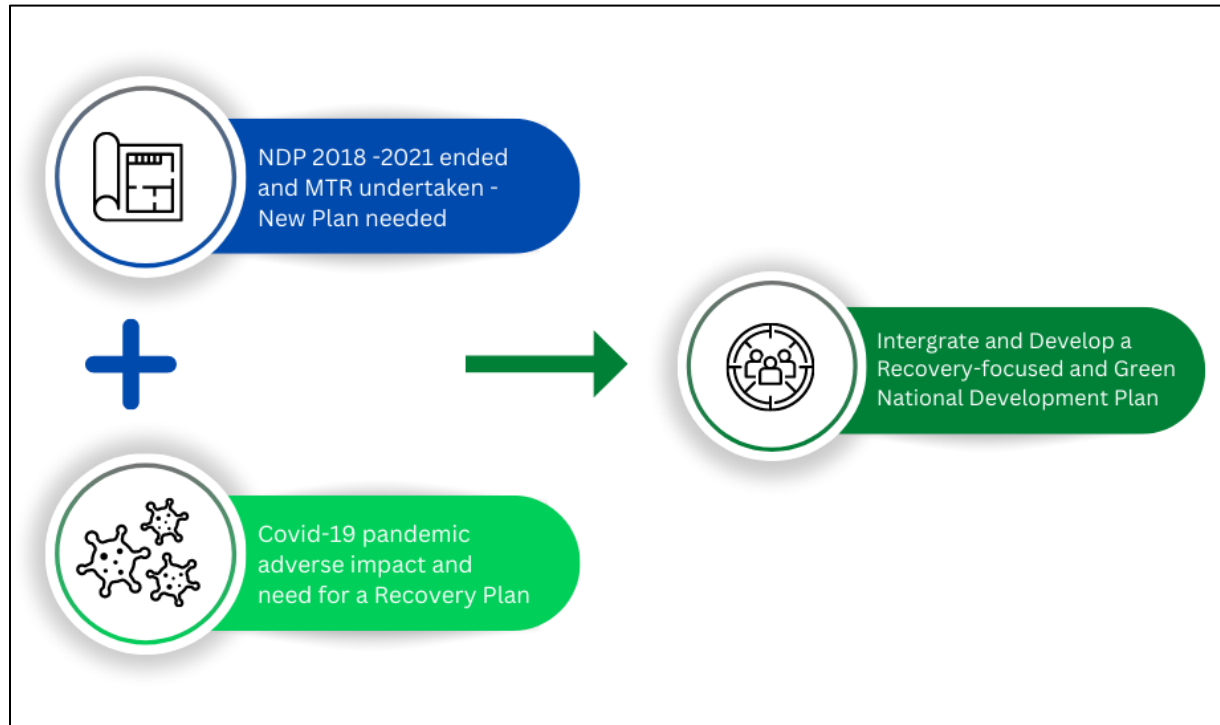 NDP 2018 -2021 ended
and MTR undertaken -
New Plan needed
Covid-19 pandemic
adverse impact and
need for a Recovery Plan
Intergrate and Develop a
Recovery-focused and Green
National Development Plan